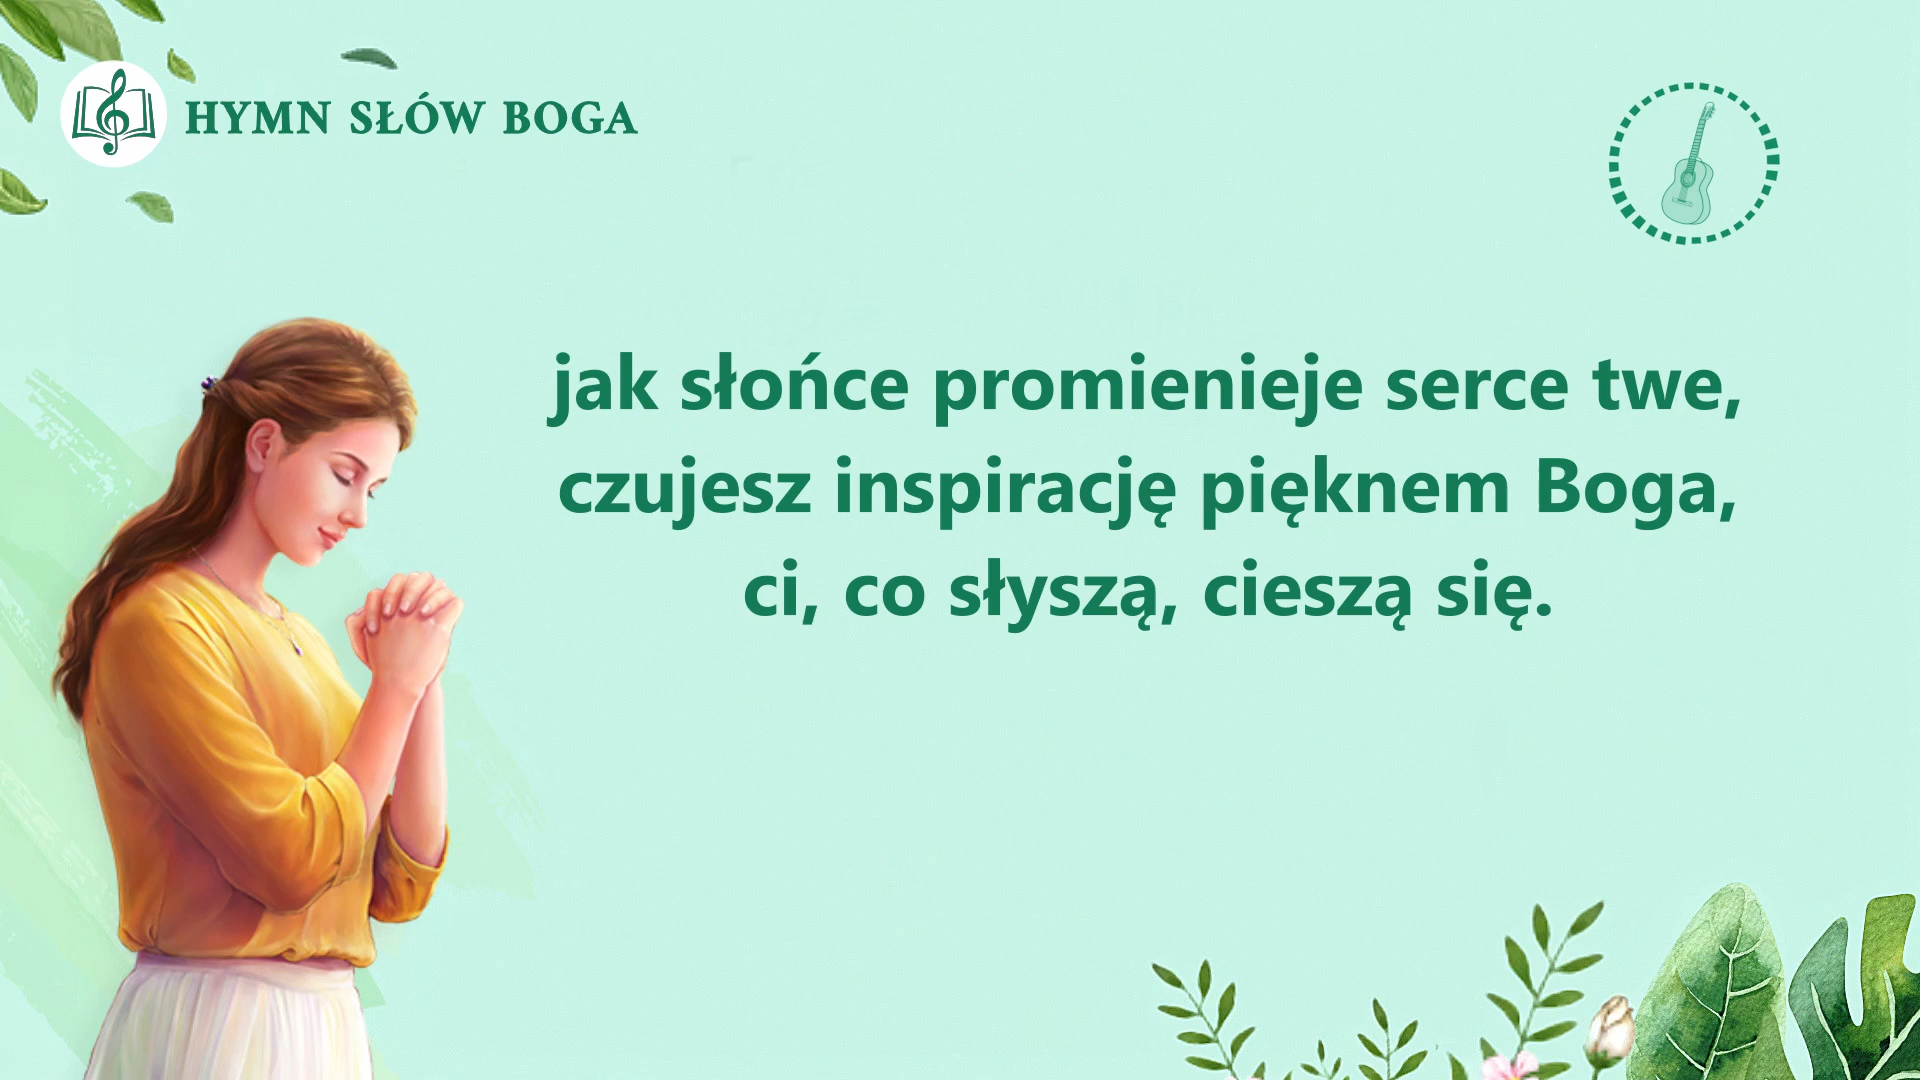 HYMN SŁÓW BOGA
jak słońce promienieje serce twe,
czujesz inspirację pięknem Boga,
ci, co słyszą, cieszą się.